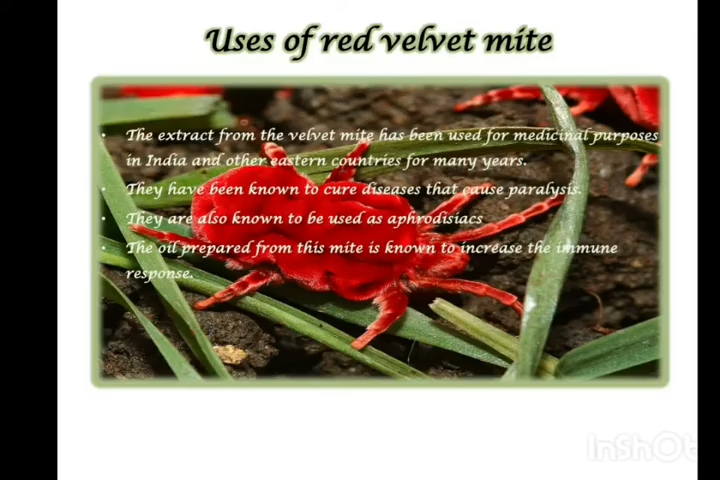 Uses of red velvet mite
• The extract from the velvet mite has been used for medicinal purposes
in India and other eastern countries for many years.
• They have been known to cure diseases that cause paralysis.
• They are also known to be used as aphrodisiacs
• The oil prepared from this mite is known to increase the immune
response.
InShOt